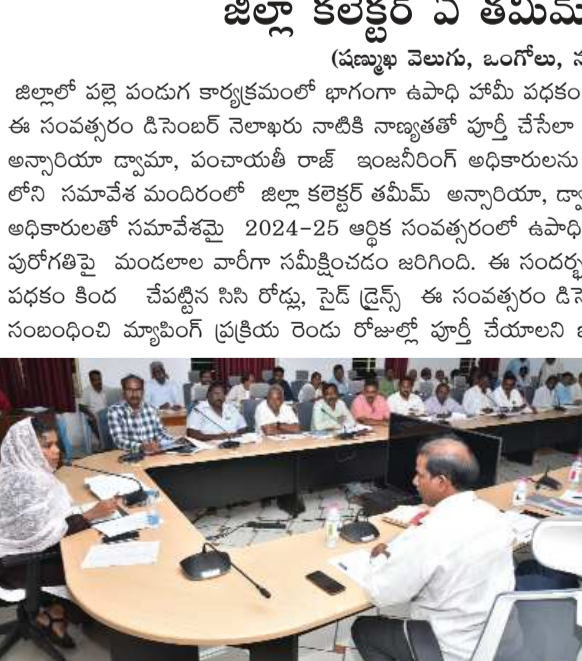 జిల్లా కలెక్టర్ ఏ తమీమ్
(షణ్ముఖ వెలుగు, ఒంగోలు,
జిల్లాలో పల్లె పండుగ కార్యక్రమంలో భాగంగా ఉపాధి హామీ పధకం
ఈ సంవత్సరం డిసెంబర్ నెలాఖరు నాటికి నాణ్యతతో పూర్తి చేసేలా
అన్సారియా డ్వామా, పంచాయతీ రాజ్ ఇంజనీరింగ్ అధికారులను
లోని సమావేశ మందిరంలో జిల్లా కలెక్టర్ తమీమ్ అన్సారియా,
అధికారులతో సమావేశమై 2024-25 ఆర్థిక సంవత్సరంలో ఉపాధి
పురోగతిపై మండలాల వారీగా సమీక్షించడం జరిగింది. ఈ సందర్భ
పధకం కింద చేపట్టిన సిసి రోడ్లు, సైడ్ డ్రైన్స్ ఈ సంవత్సరం
సంబంధించి మ్యాపింగ్ ప్రక్రియ రెండు రోజుల్లో పూర్తి చేయాలని